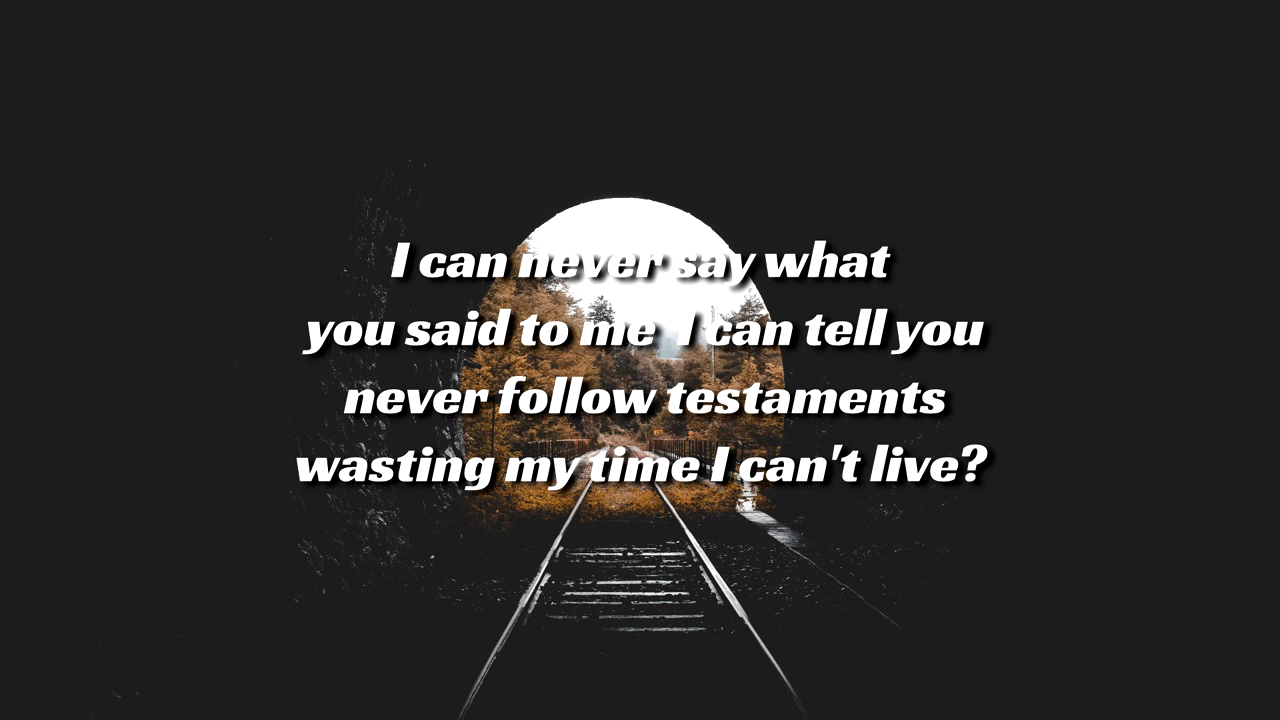 I can never say what
you said to me  I can tell you
never follow testaments
wasting my time I can't live?